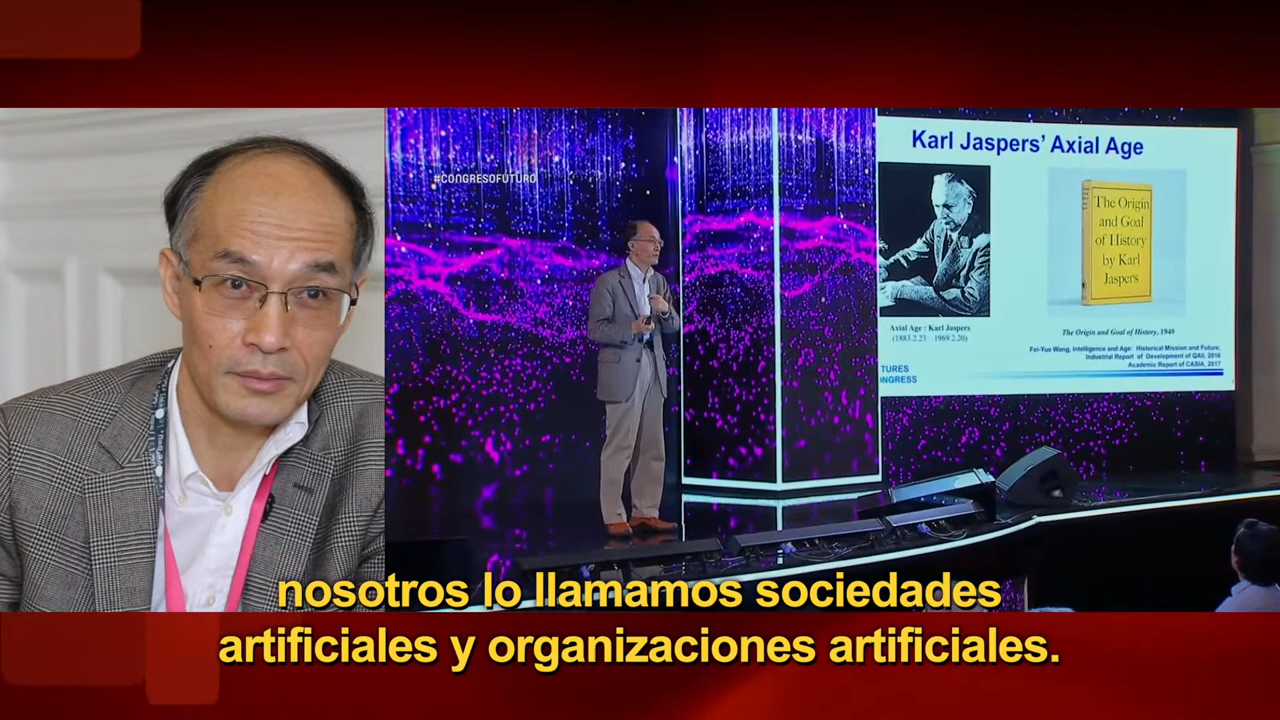 #CONGRESOFUTURO
Karl Jaspers' Axial Age
The Origin
and Goal
of History
by Karl
Jaspers
Axial Age : Karl Jaspers
(1883.2.23 1969.2.20)
The Origin and Goal of History, 1949
Fei-Yue Wang, Intelligence and Age: Historical Mission and Future,
Industrial Report of Development of QAII, 2016
Academic Report of CASIA, 2017
TURES
ONGRESS
nosotros lo llamamos sociedades
artificiales y organizaciones artificiales.